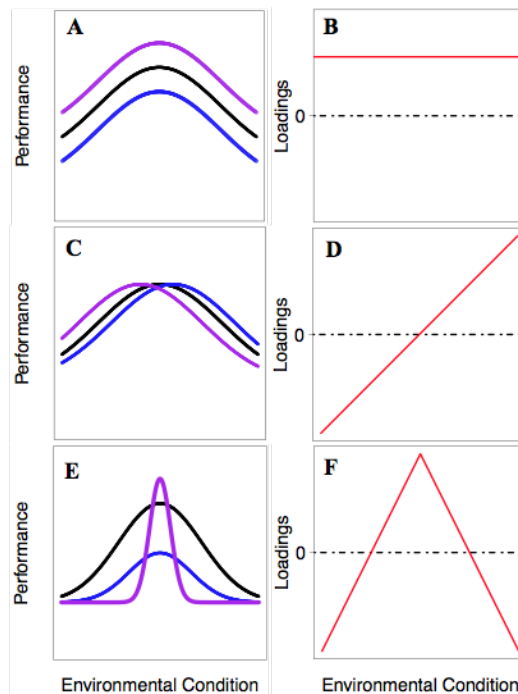 A
Performance
B
Loadings
0
C
Performance
D
Loadings
0
E
Performance
Environmental Condition
F
Loadings
0
Environmental Condition